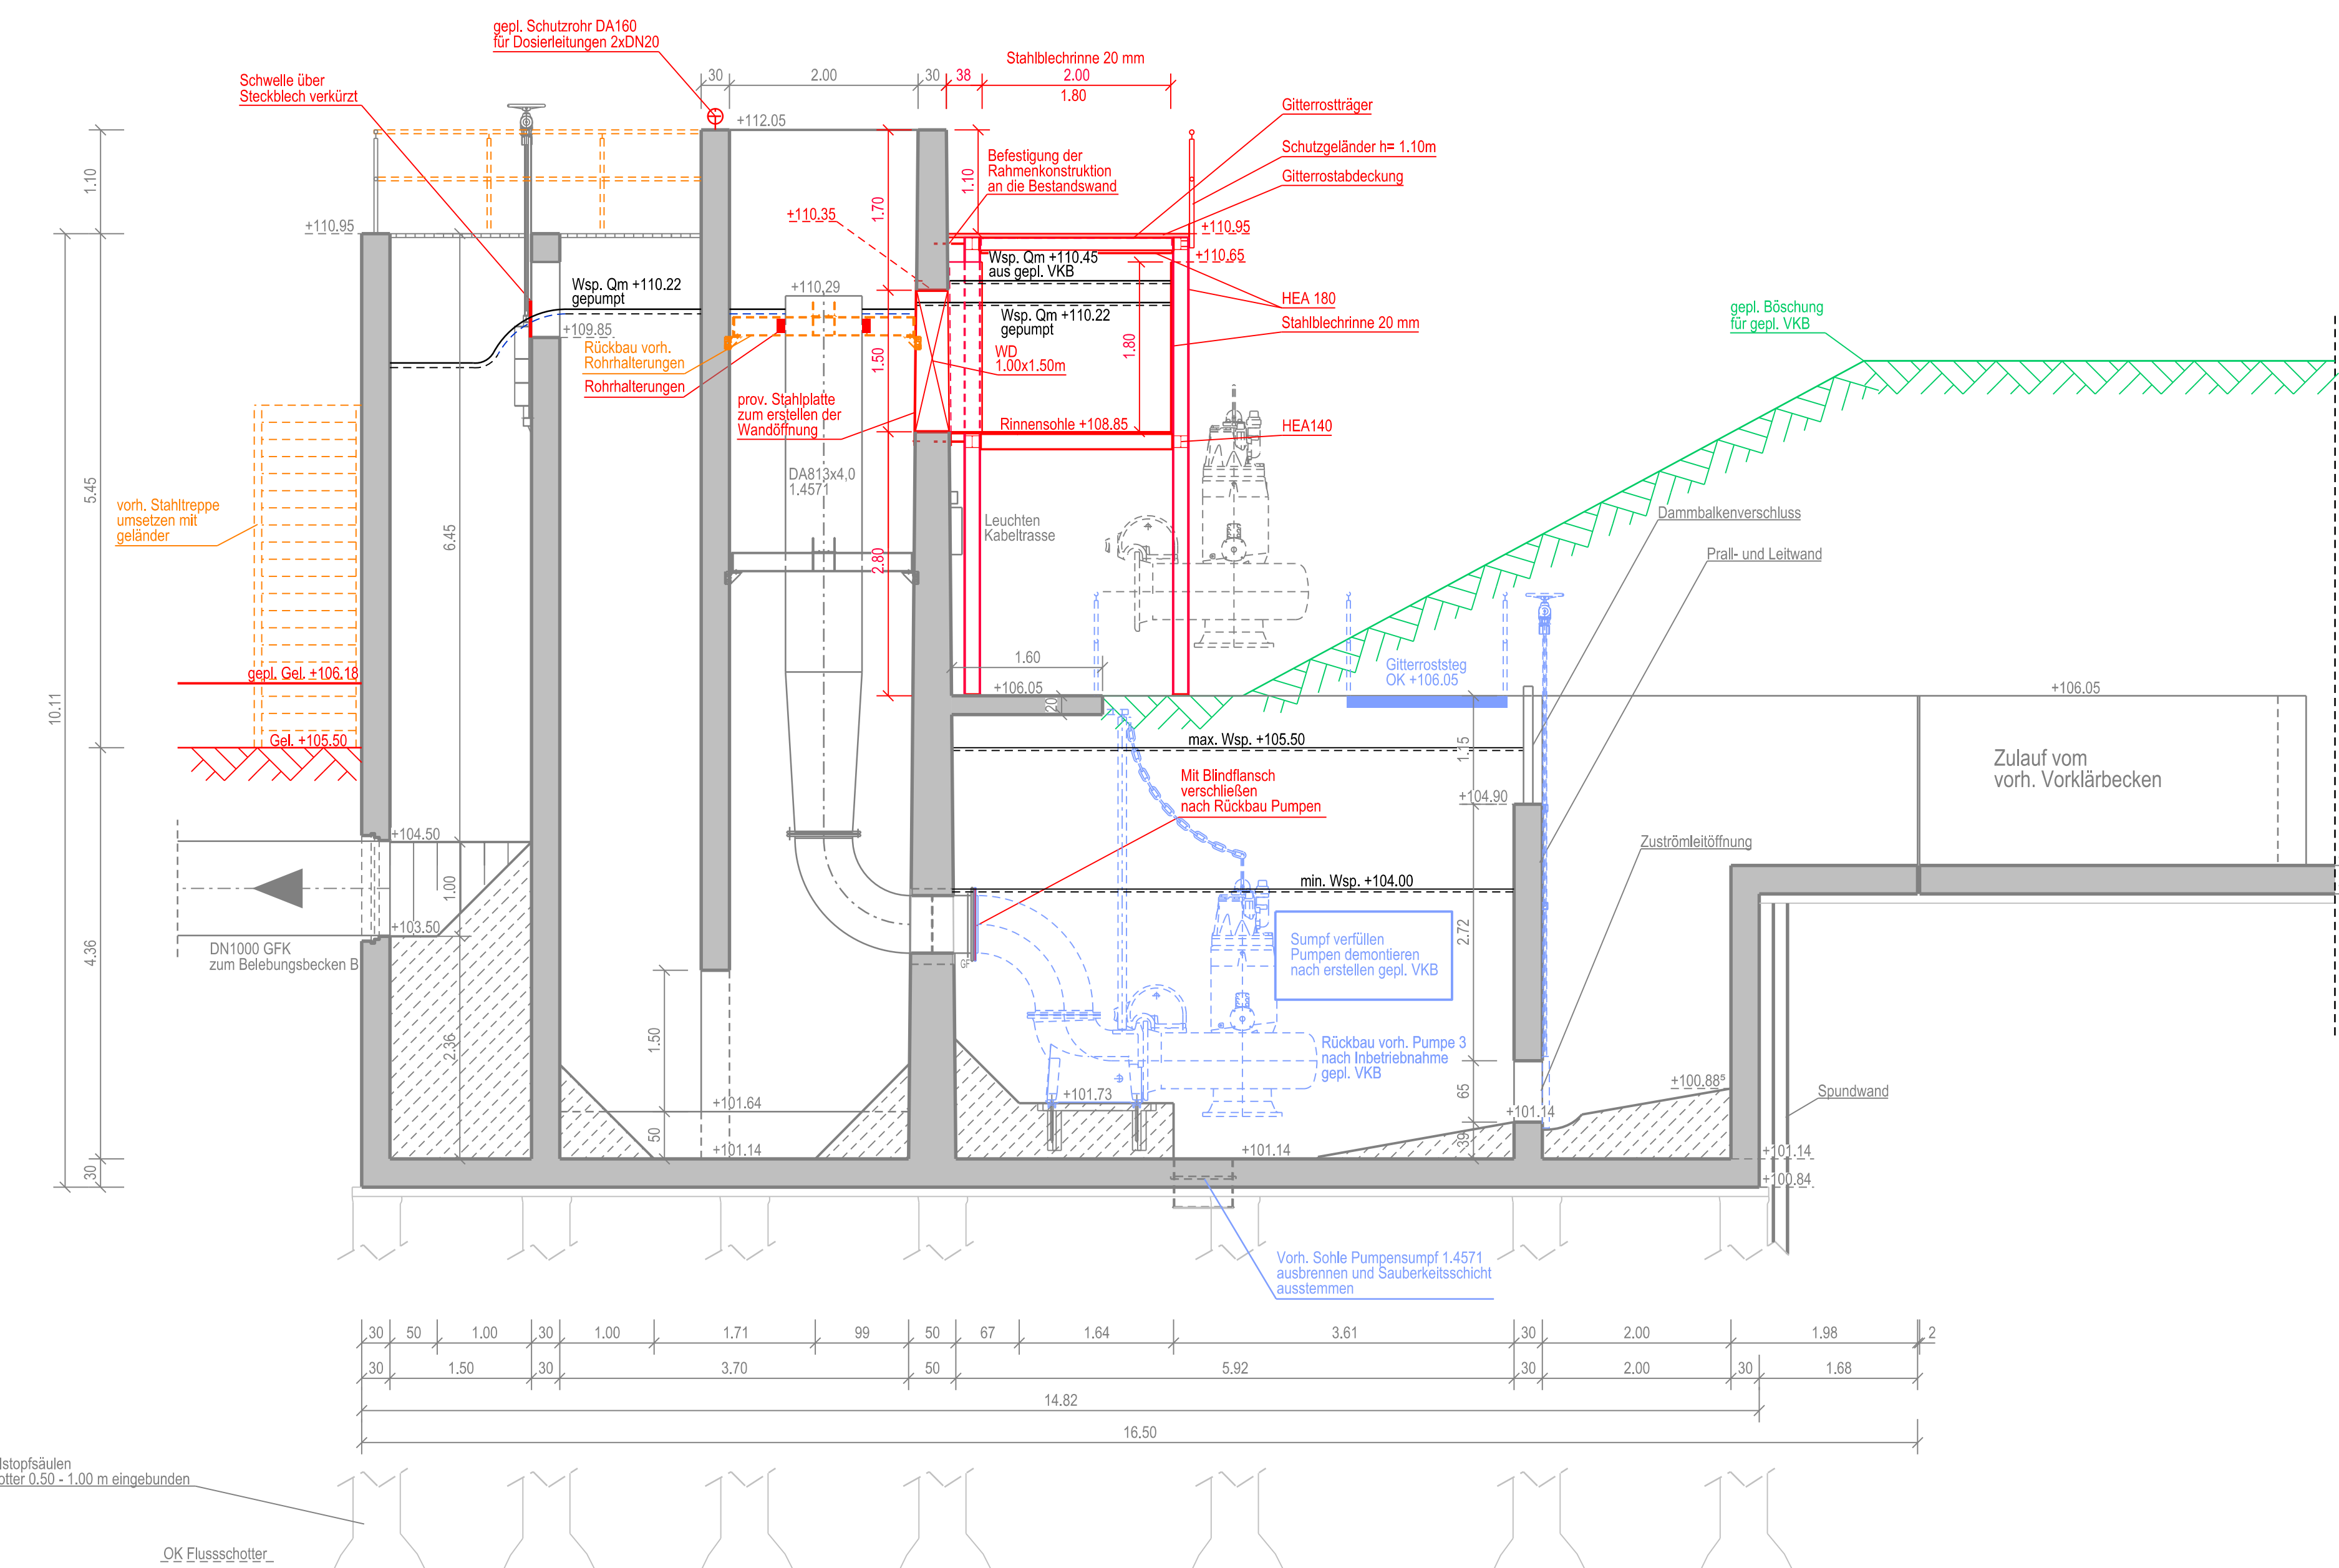 gepl. Schutzrohr DA160
für Dosierleitungen 2xDN20
Schwelle über
Steckblech verkürzt
Stahlblechrinne 20 mm
30
2.00
30
38
2.00
1.80
+112.05
Gitterrostträger
Schutzgeländer h= 1.10m
Gitterrostabdeckung
Befestigung der
Rahmenkonstruktion
an die Bestandswand
1.10
1.70
1.10
+110.35
+110.95
+110.95
+110.65
Wsp. Qm +110.45
aus gepl. VKB
Wsp. Qm +110.22
gepumpt
+110,29
Wsp. Qm +110.22
gepumpt
HEA 180
Stahlblechrinne 20 mm
gepl. Böschung
für gepl. VKB
+109.85
Rückbau vorh.
Rohrhalterungen
Rohrhalterungen
1.50
WD
1.00x1.50m
1.80
prov. Stahlplatte
zum erstellen der
Wandöffnung
Rinnensohle +108.85
HEA140
DA813x4,0
1.4571
vorh. Stahltreppe
umsetzen mit
geländer
5.45
6.45
2.80
Leuchten
Kabeltrasse
Dammbalkenverschluss
Prall- und Leitwand
10.11
gepl. Gel. +106.18
Gel. +105.50
1.60
+106.05
20
Gitterroststeg
OK +106.05
+106.05
max. Wsp. +105.50
1.15
Zulauf vom
vorh. Vorklärbecken
Mit Blindflansch
verschließen
nach Rückbau Pumpen
+104.90
+104.50
Zuströmleitöffnung
min. Wsp. +104.00
1.00
+103.50
DN1000 GFK
zum Belebungsbecken B
4.36
2.36
2.72
Sumpf verfüllen
Pumpen demontieren
nach erstellen gepl. VKB
1.50
Rückbau vorh. Pumpe 3
nach Inbetriebnahme
gepl. VKB
65
+100.88⁵
Spundwand
+101.64
+101.73
+101.14
50
+101.14
+101.14
39
+101.14
+100.84
30
Vorh. Sohle Pumpensumpf 1.4571
ausbrennen und Sauberkeitsschicht
ausstemmen
30 50 1.00 30 1.00 1.71 99 50 67 1.64 3.61 30 2.00 1.98 2
30 1.50 30 3.70 50 5.92 30 2.00 30 1.68
14.82
16.50
lstopfsäulen
otter 0.50 - 1.00 m eingebunden
OK Flussschotter